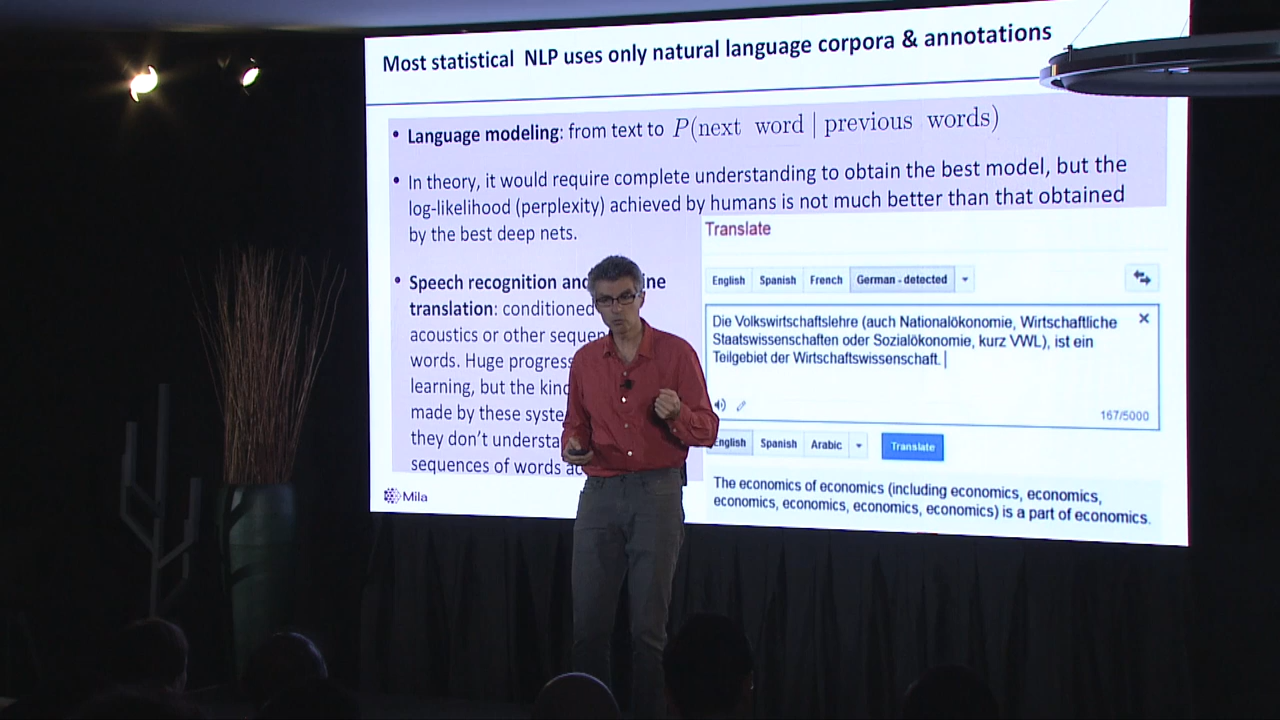 Most statistical NLP uses only natural language corpora & annotations
• Language modeling: from text to P(next word | previous words)
• In theory, it would require complete understanding to obtain the best model, but the
log-likelihood (perplexity) achieved by humans is not much better than that obtained
by the best deep nets.
• Speech recognition and ine
translation: conditioned
acoustics or other sequen
words. Huge progress
learning, but the kind
made by these syste
they don't understa
sequences of words
Mila
Translate
English Spanish French German - detected
Die Volkswirtschaftslehre (auch Nationalökonomie, Wirtschaftliche
Staatswissenschaften oder Sozialökonomie, kurz VWL), ist ein
Teilgebiet der Wirtschaftswissenschaft.
167/5000
English Spanish Arabic Translate
The economics of economics (including economics, economics,
economics, economics, economics, economics) is a part of economics.